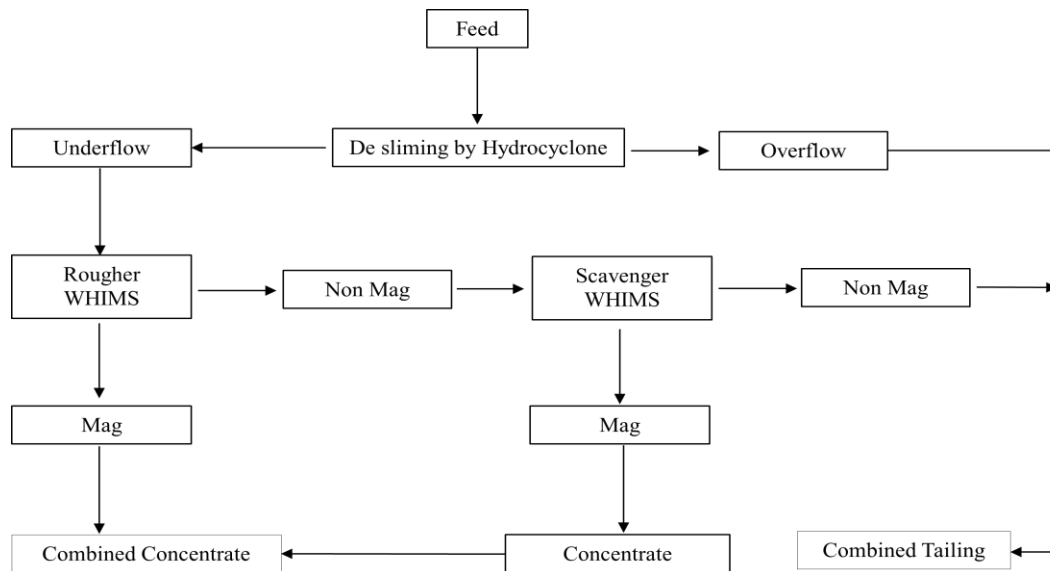 Feed
Underflow
De sliming by Hydrocyclone
Overflow
Rougher
WHIMS
Non Mag
Scavenger
WHIMS
Non Mag
Mag
Mag
Combined Concentrate
Concentrate
Combined Tailing